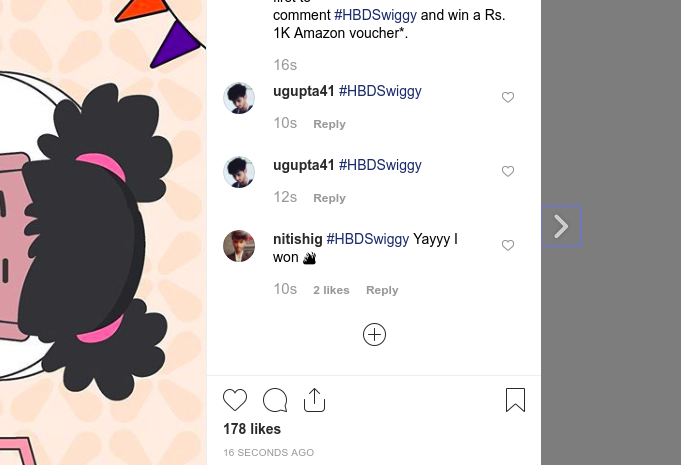 comment #HBDSwiggy and win a Rs.
1K Amazon voucher*.
16s
ugupta41 #HBDSwiggy
10s Reply
ugupta41 #HBDSwiggy
12s Reply
nitishig #HBDSwiggy Yayyy I
won
10s 2 likes Reply
178 likes
16 SECONDS AGO